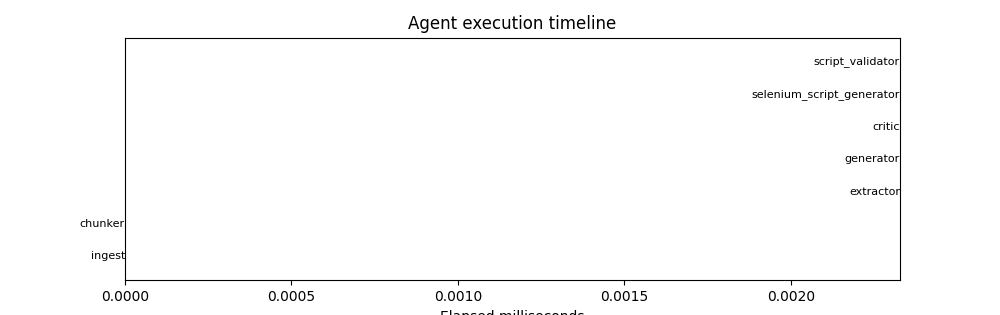 Agent execution timeline
script_validator
selenium_script_generator
critic
generator
extractor
chunker
ingest
0.0000 0.0005 0.0010 0.0015 0.0020
Elapsed milliseconds